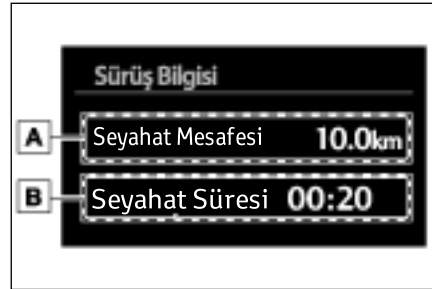 Sürüş Bilgisi
A Seyahat Mesafesi 10.0km
B Seyahat Süresi 00:20